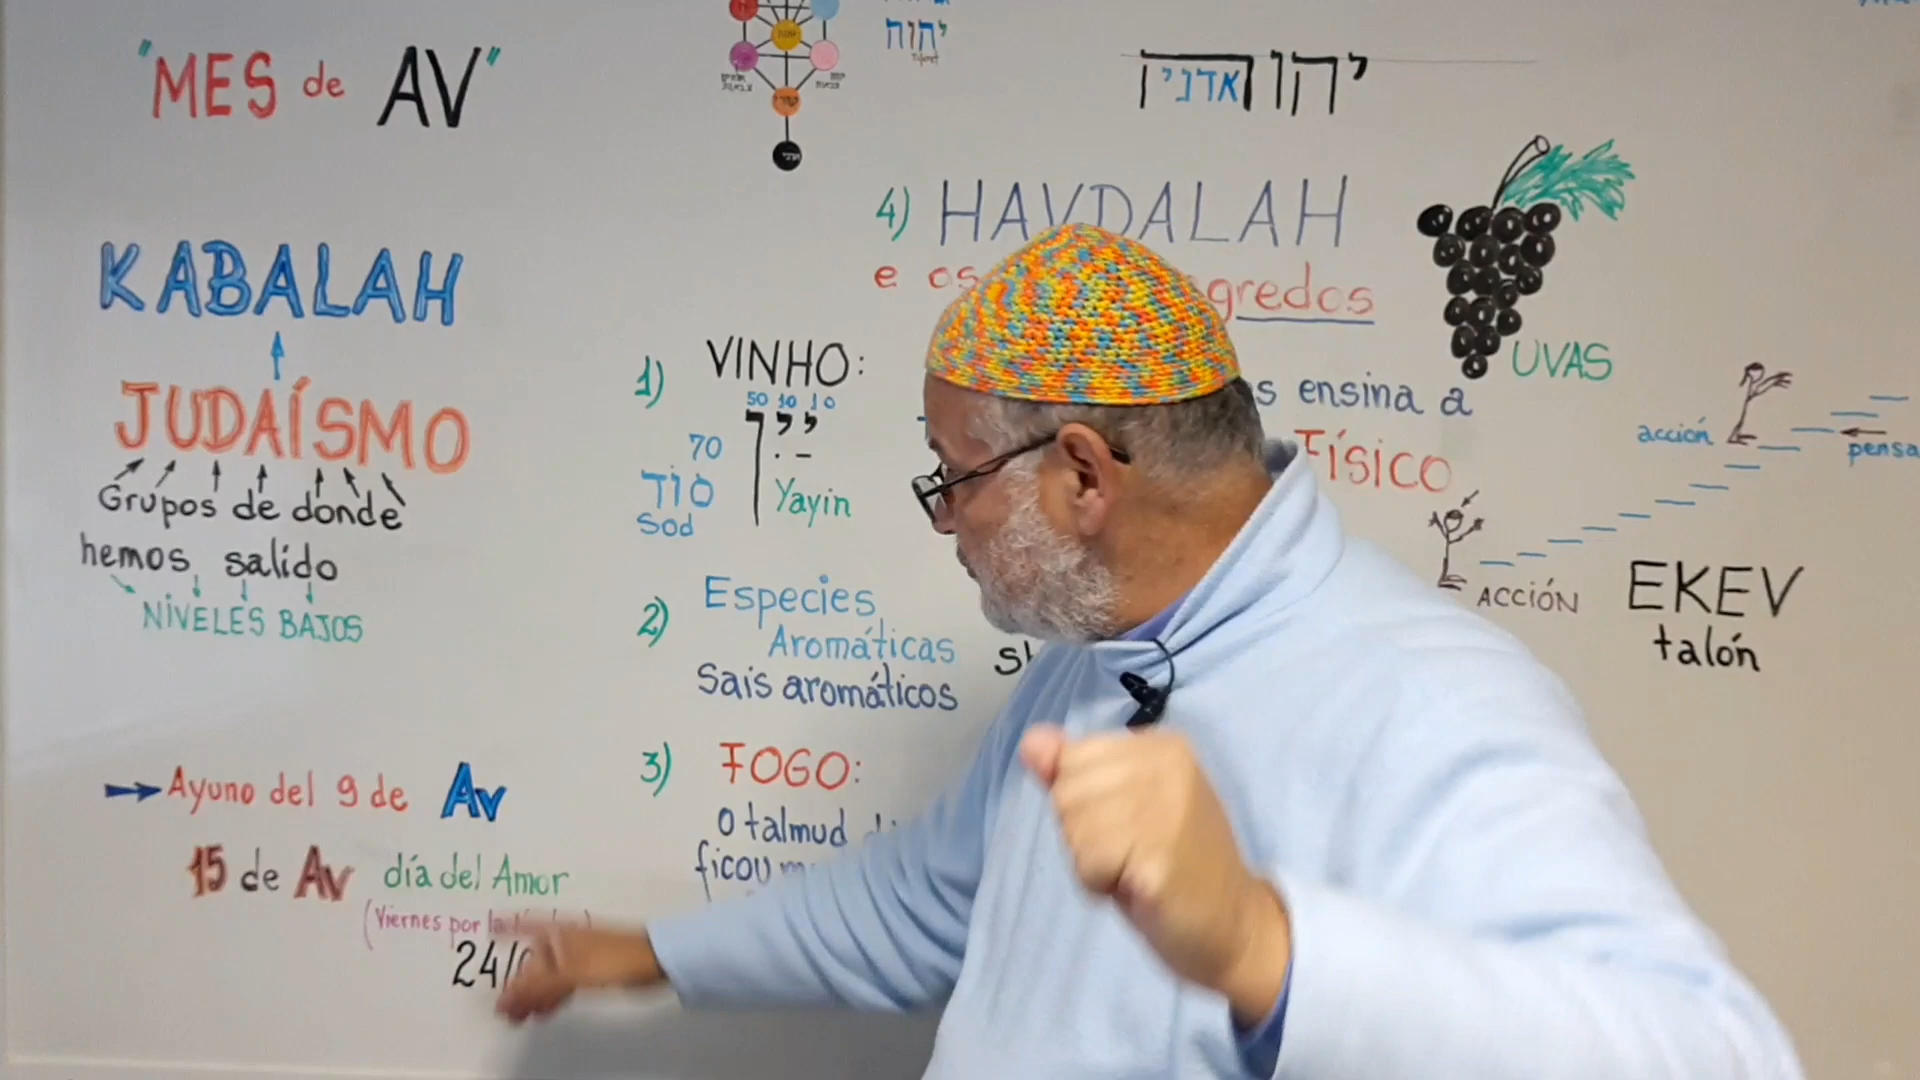 "MES de AV"
KABALAH
JUDAÍSMO
Grupos de donde
hemos salido
NIVELES BAJOS
Ayuno del 9 de Av
15 de Av día del Amor
(Viernes por la
24/
יהוה
יהוה
אדני
4) HAVDALAH
e os gredos
1) VINHO:
50 10 10
70
יין
סוד
Sod
Yayin
2) Especies
Aromáticas
Sais aromáticos
3) FOGO:
O talmud
ficou
s ensina a
Físico
UVAS
acción
pensa
ACCIÓN
EKEV
talón